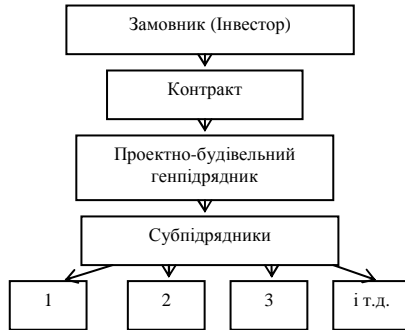 Замовник (Інвестор)
Контракт
Проектно-будівельний
генпідрядник
Субпідрядники
1
2
3
і т.д.